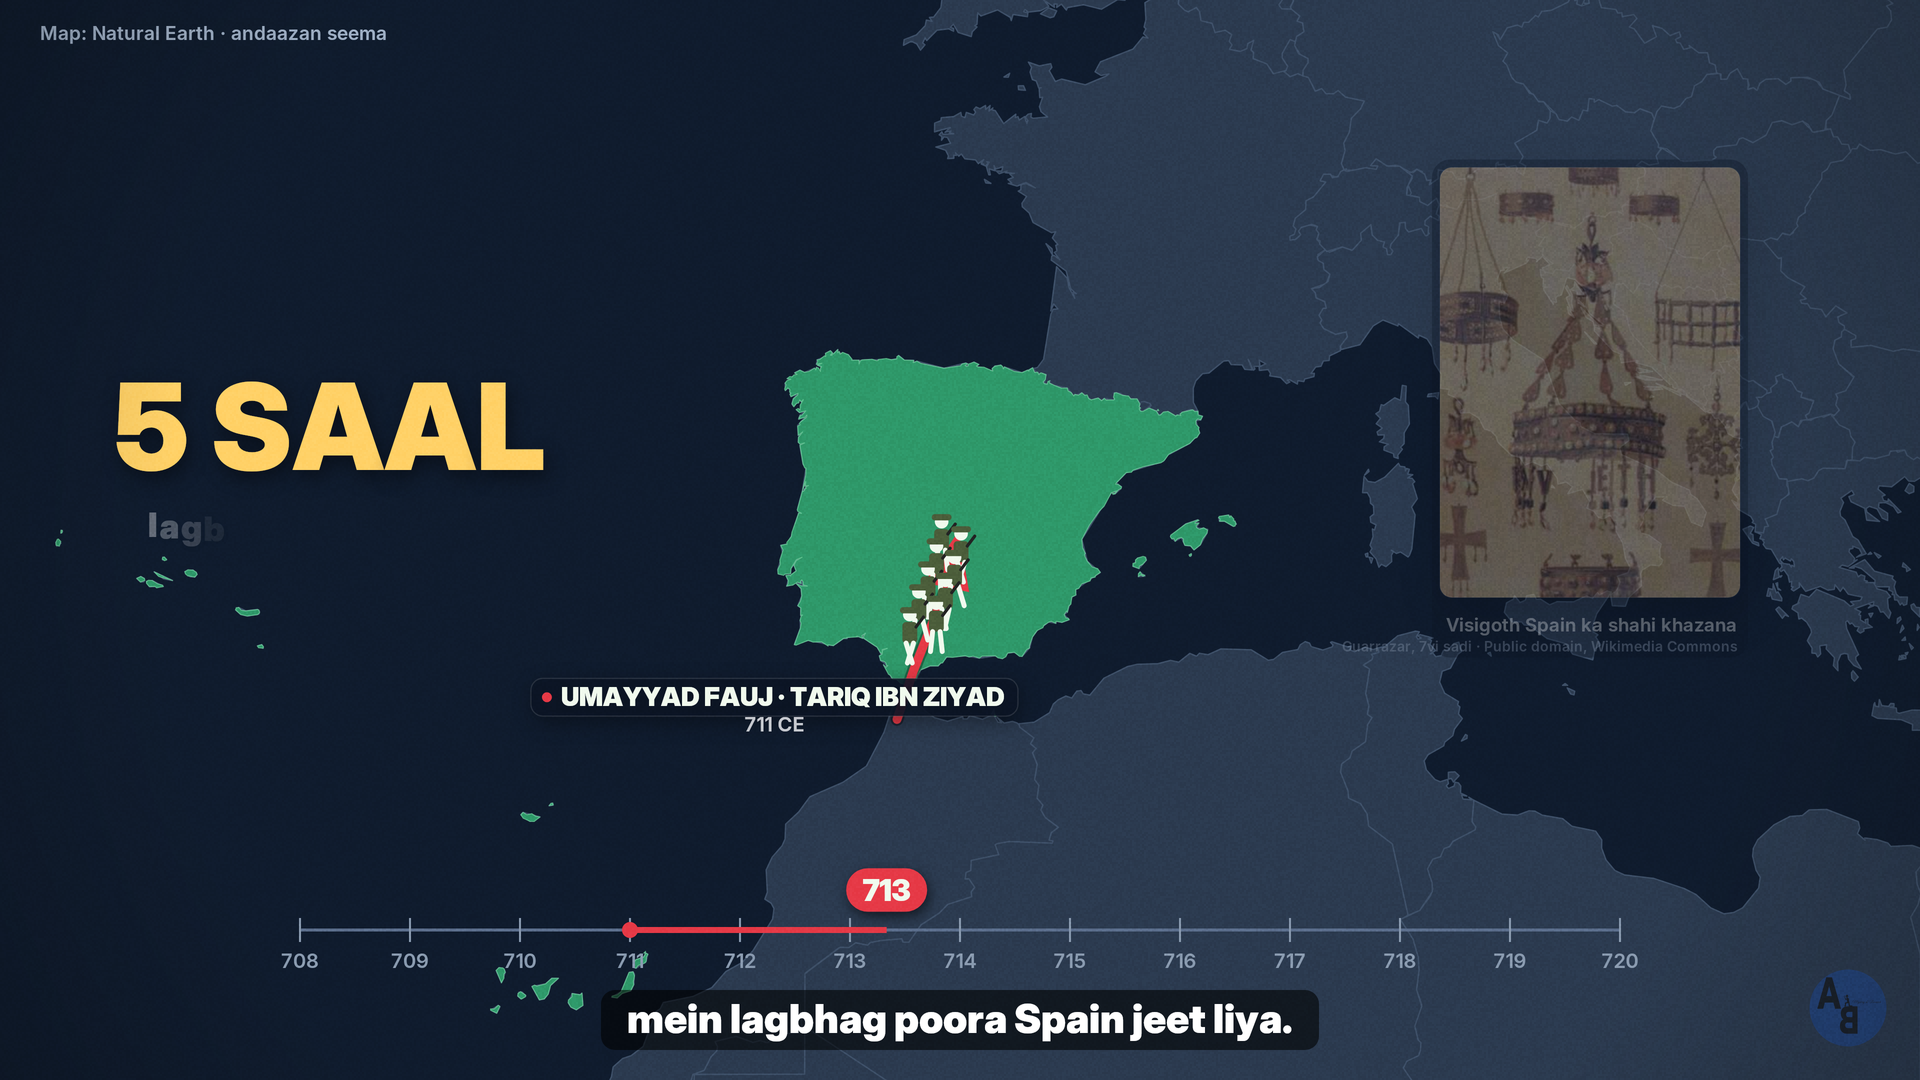 Map: Natural Earth · andaazan seema
5 SAAL
lagb
Visigoth Spain ka shahi khazana
Guarrazar, 7vi sadi · Public domain, Wikimedia Commons
UMAYYAD FAUJ · TARIQ IBN ZIYAD
711 CE
713
708 709 710 711 712 713 714 715 716 717 718 719 720
mein lagbhag poora Spain jeet liya.
A B